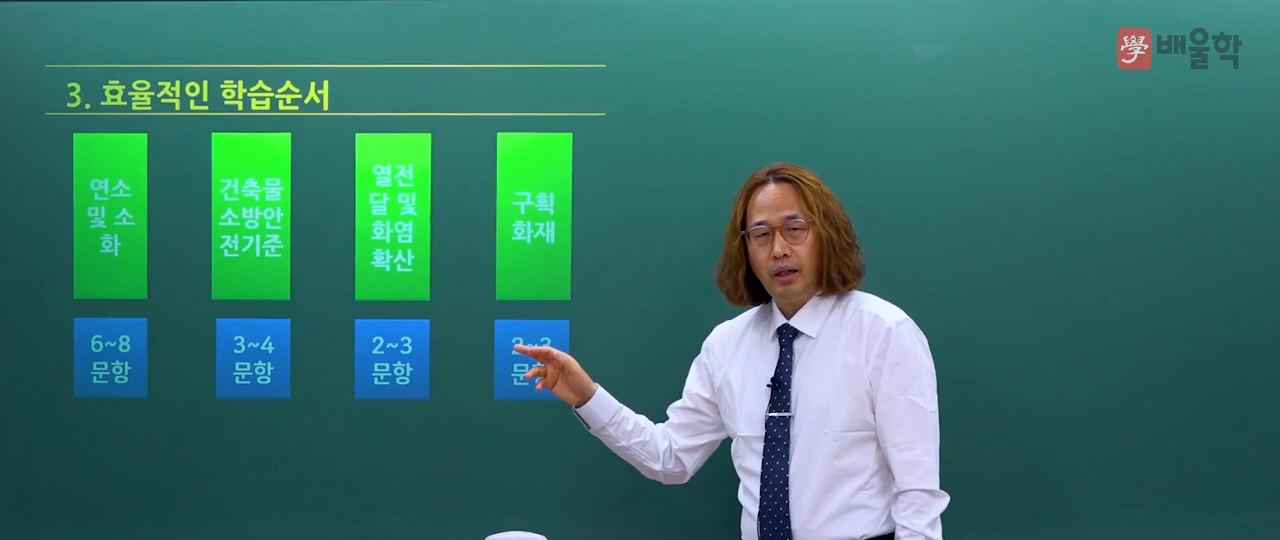 學 배울학
3. 효율적인 학습순서
연소
및 소
화
건축물
소방안
전기준
열전
달 및
화염
확산
구획
화재
6~8
문항
3~4
문항
2~3
문항
2~3